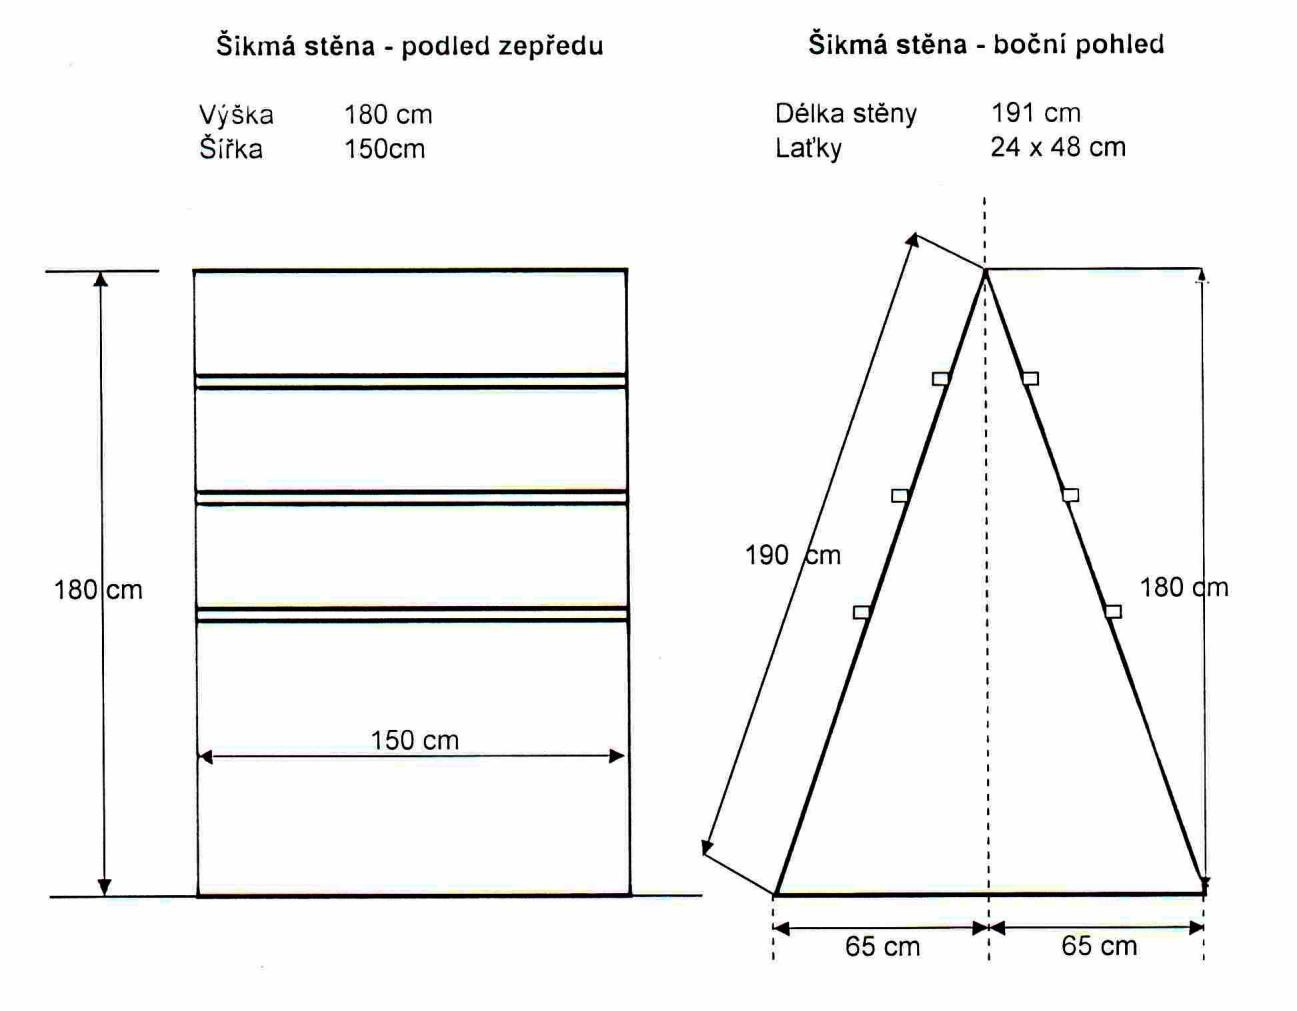 Šikmá stěna - podled zepředu
Výška 180 cm
Šířka 150cm
Šikmá stěna - boční pohled
Délka stěny 191 cm
Laťky 24 x 48 cm
180 cm
150 cm
190 cm
180 cm
65 cm
65 cm